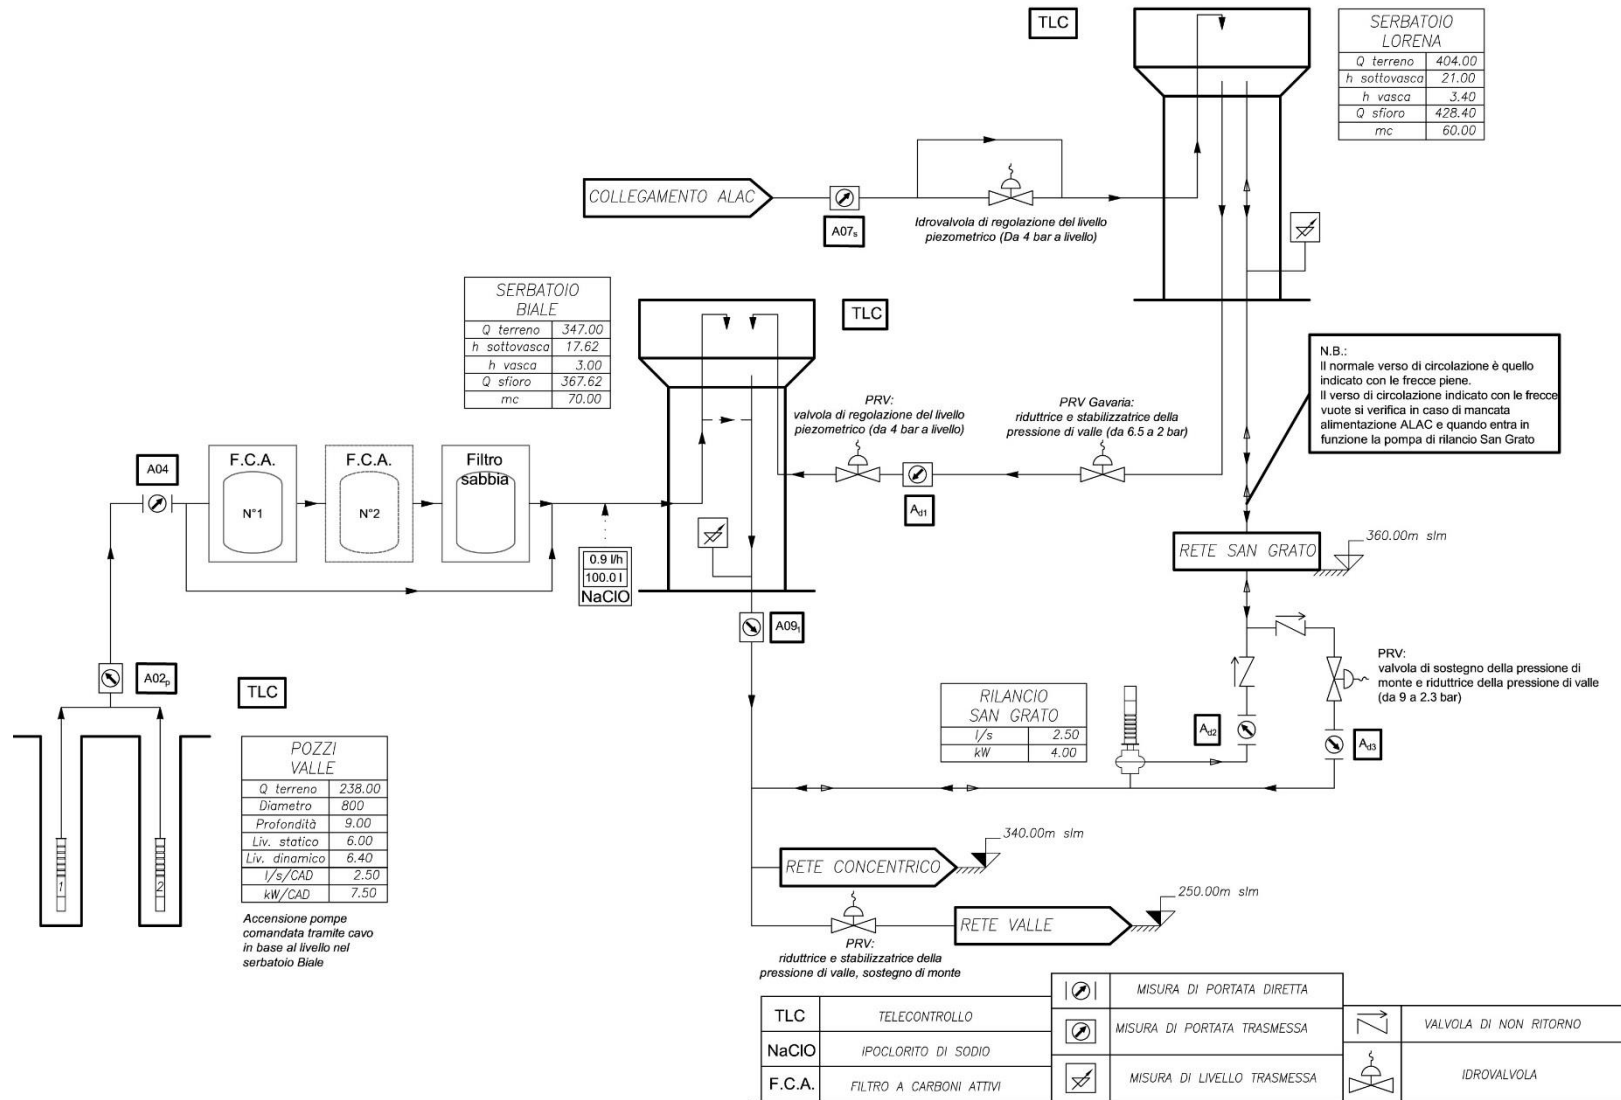 TLC
SERBATOIO
LORENA
Q terreno 404.00
h sottovasca 21.00
h vasca 3.40
Q sfioro 428.40
mc 60.00
COLLEGAMENTO ALAC
A07s
Idrovalvola di regolazione del livello
piezometrico (Da 4 bar a livello)
SERBATOIO
BIALE
Q terreno 347.00
h sottovasca 17.62
h vasca 3.00
Q sfioro 367.62
mc 70.00
TLC
N.B.:
Il normale verso di circolazione è quello
indicato con le frecce piene.
Il verso di circolazione indicato con le frecce
vuote si verifica in caso di mancata
alimentazione ALAC e quando entra in
funzione la pompa di rilancio San Grato
PRV:
valvola di regolazione del livello
piezometrico (da 4 bar a livello)
PRV Gavaria:
riduttrice e stabilizzatrice della
pressione di valle (da 6.5 a 2 bar)
Ad1
A04
F.C.A.
N°1
F.C.A.
N°2
Filtro
sabbia
0.9 l/h
100.0 l
NaClO
RETE SAN GRATO
360.00m slm
A09l
A02p
TLC
PRV:
valvola di sostegno della pressione di
monte e riduttrice della pressione di valle
(da 9 a 2.3 bar)
RILANCIO
SAN GRATO
l/s 2.50
kW 4.00
Ad2
Ad3
POZZI
VALLE
Q terreno 238.00
Diametro 800
Profondità 9.00
Liv. statico 6.00
Liv. dinamico 6.40
l/s/CAD 2.50
kW/CAD 7.50
1
2
Accensione pompe
comandata tramite cavo
in base al livello nel
serbatoio Biale
RETE CONCENTRICO
340.00m slm
RETE VALLE
250.00m slm
PRV:
riduttrice e stabilizzatrice della
pressione di valle, sostegno di monte
TLC TELECONTROLLO
NaClO IPOCLORITO DI SODIO
F.C.A. FILTRO A CARBONI ATTIVI
MISURA DI PORTATA DIRETTA
MISURA DI PORTATA TRASMESSA
MISURA DI LIVELLO TRASMESSA
VALVOLA DI NON RITORNO
IDROVALVOLA